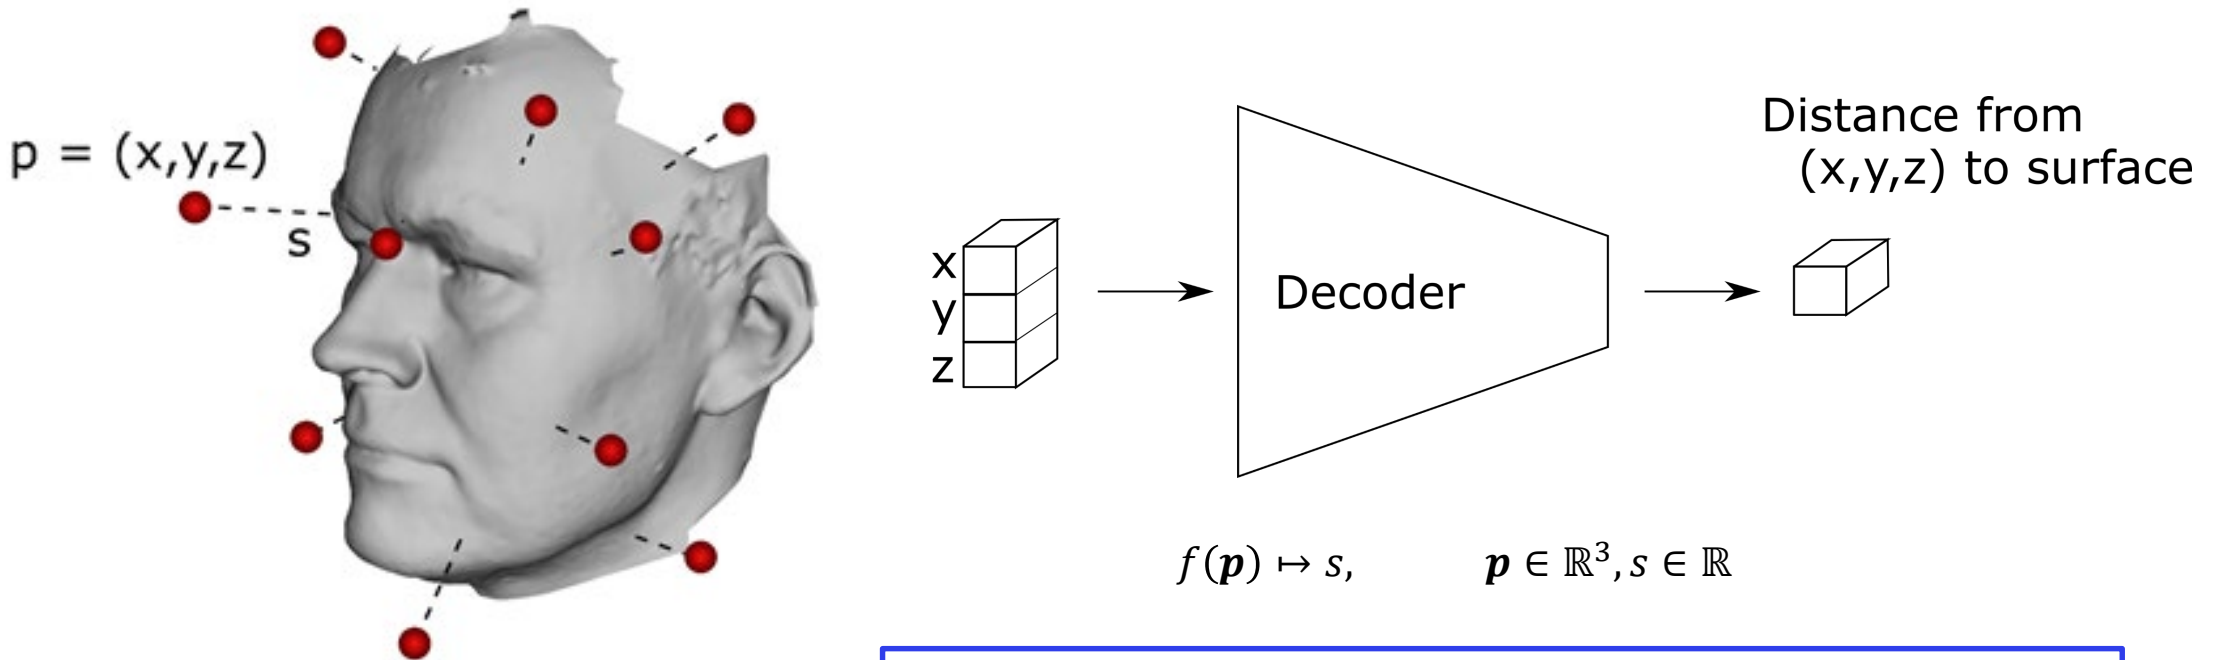 p = (x,y,z)
s
x
y
z
Decoder
Distance from
(x,y,z) to surface
f(𝒑) ↦ s, 𝒑 ∈ ℝ³, s ∈ ℝ